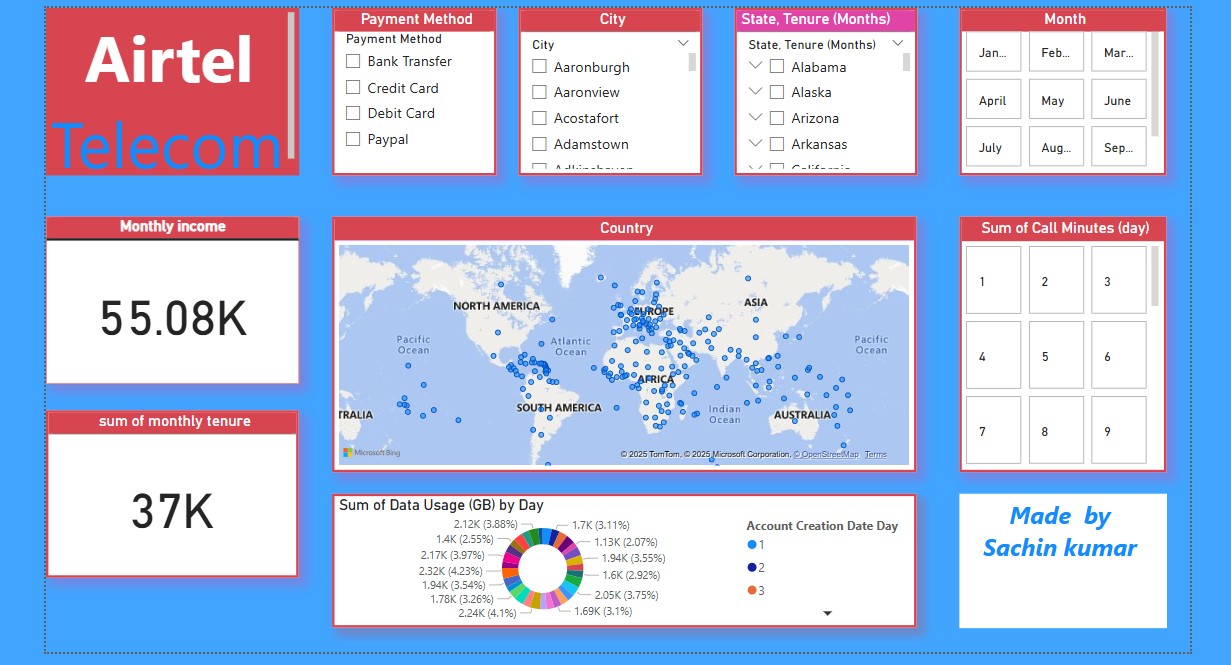 Airtel
Telecom
Payment Method
Payment Method
Bank Transfer
Credit Card
Debit Card
Paypal
City
City
Aaronburgh
Aaronview
Acostafort
Adamstown
State, Tenure (Months)
State, Tenure (Months)
Alabama
Alaska
Arizona
Arkansas
California
Month
Jan...
Feb...
Mar...
April
May
June
July
Aug...
Sep...
Monthly income
55.08K
sum of monthly tenure
37K
Country
NORTH AMERICA
EUROPE
ASIA
Pacific
Ocean
Atlantic
Ocean
Pacific
Ocean
AFRICA
TRALIA
SOUTH AMERICA
Indian
Ocean
AUSTRALIA
Microsoft Bing
© 2025 TomTom, © 2025 Microsoft Corporation, © OpenStreetMap Terms
Sum of Call Minutes (day)
1
2
3
4
5
6
7
8
9
Sum of Data Usage (GB) by Day
2.12K (3.88%)
1.4K (2.55%)
2.17K (3.97%)
2.32K (4.23%)
1.94K (3.54%)
1.78K (3.26%)
2.24K (4.1%)
1.7K (3.11%)
1.13K (2.07%)
1.94K (3.55%)
1.6K (2.92%)
2.05K (3.75%)
1.69K (3.1%)
Account Creation Date Day
1
2
3
Made by
Sachin kumar